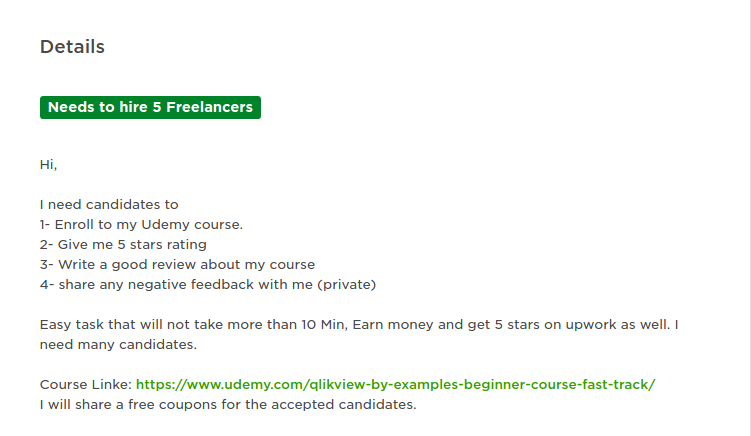 Details
Needs to hire 5 Freelancers
Hi,
I need candidates to
1- Enroll to my Udemy course.
2- Give me 5 stars rating
3- Write a good review about my course
4- share any negative feedback with me (private)
Easy task that will not take more than 10 Min, Earn money and get 5 stars on upwork as well. I
need many candidates.
Course Linke: https://www.udemy.com/qlikview-by-examples-beginner-course-fast-track/
I will share a free coupons for the accepted candidates.